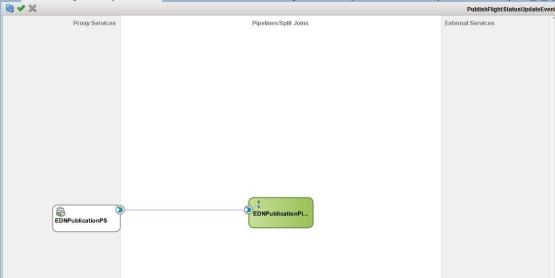 PublishFlightStatusUpdateEvent
Proxy Services
Pipelines/Split Joins
External Services
EDNPublicationPS
EDNPublicationPi...